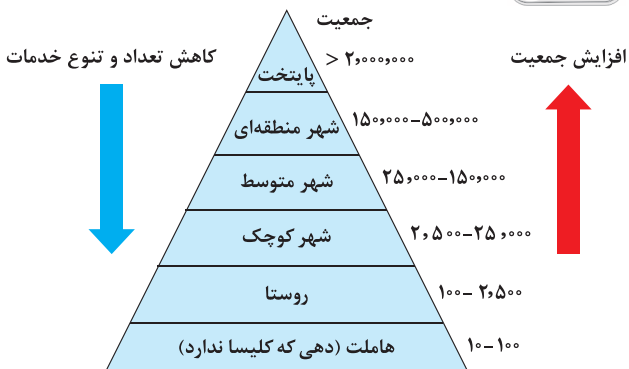 جمعیت
کاهش تعداد و تنوع خدمات
افزایش جمعیت
پایتخت
> ۲,۰۰۰,۰۰۰
شهر منطقه‌ای
۱۵۰,۰۰۰-۵۰۰,۰۰۰
شهر متوسط
۲۵,۰۰۰-۱۵۰,۰۰۰
شهر کوچک
۲,۵۰۰-۲۵,۰۰۰
روستا
۱۰۰-۲,۵۰۰
هاملت (دهی که کلیسا ندارد)
۱۰-۱۰۰